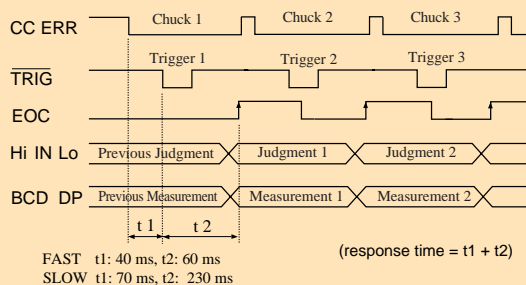 CC ERR Chuck 1 Chuck 2 Chuck 3
TRIG Trigger 1 Trigger 2 Trigger 3
EOC
Hi IN Lo Previous Judgment Judgment 1 Judgment 2
BCD DP Previous Measurement Measurement 1 Measurement 2
t 1 t 2
FAST t1: 40 ms, t2: 60 ms
(response time = t1 + t2)
SLOW t1: 70 ms, t2: 230 ms